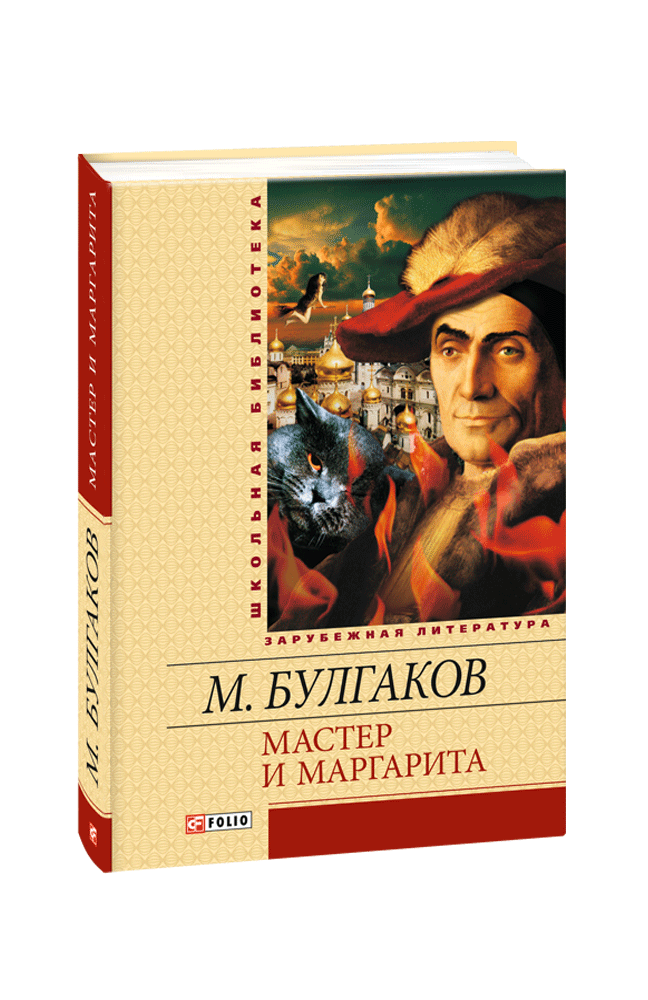 МАСТЕР И МАРГАРИТА
М. БУЛГАКОВ
ШКОЛЬНАЯ БИБЛИОТЕКА
ЗАРУБЕЖНАЯ ЛИТЕРАТУРА
М. БУЛГАКОВ
МАСТЕР
И МАРГАРИТА
FOLIO